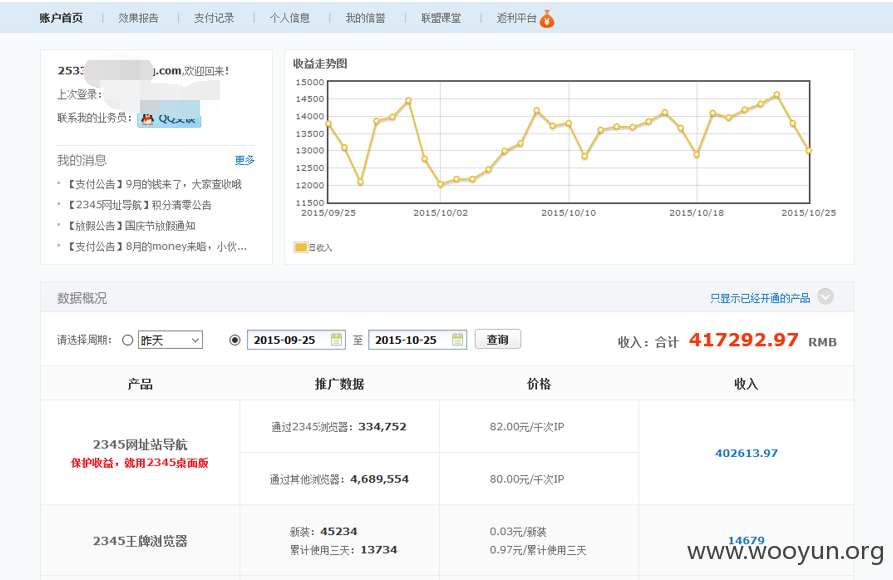 账户首页 效果报告 支付记录 个人信息 我的信誉 联盟课堂 返利平台
2533 .com,欢迎回来!
上次登录:
联系我的业务员:
我的消息 更多
【支付公告】9月的钱来了，大家查收哦
【2345网址导航】积分清零公告
【放假公告】国庆节放假通知
【支付公告】8月的money来咯，小伙...
收益走势图
15000
14500
14000
13500
13000
12500
12000
11500
2015/09/25 2015/10/02 2015/10/10 2015/10/18 2015/10/25
日收入
数据概况 只显示已经开通的产品
请选择周期: 昨天 2015-09-25 至 2015-10-25 查询 收入：合计 417292.97 RMB
产品 推广数据 价格 收入
2345网址站导航
保护收益，就用2345桌面版
通过2345浏览器: 334,752 82.00元/千次IP
通过其他浏览器: 4,689,554 80.00元/千次IP
402613.97
2345王牌浏览器
新装: 45234 0.03元/新装
累计使用三天: 13734 0.97元/累计使用三天
14679
www.wooyun.org